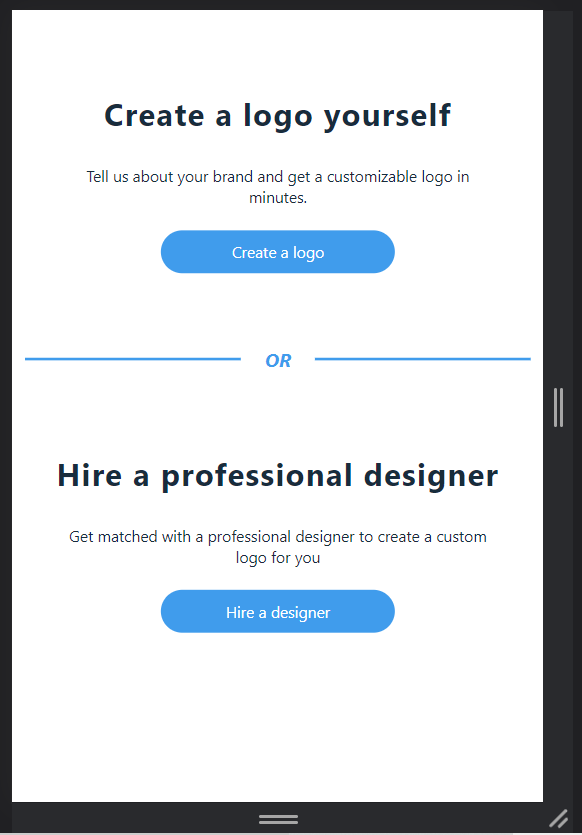 Create a logo yourself
Tell us about your brand and get a customizable logo in
minutes.
Create a logo
OR
Hire a professional designer
Get matched with a professional designer to create a custom
logo for you
Hire a designer